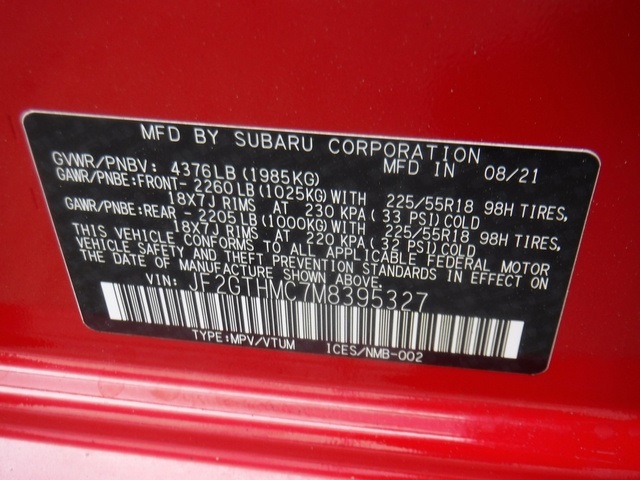 MFD BY SUBARU CORPORATION
GVWR/PNBV: 4376LB (1985KG) MFD IN 08/21
GAWR/PNBE:FRONT- 2260LB(1025KG)WITH 225/55R18 98H TIRES,
18X7J RIMS AT 230 KPA(33 PSI)COLD
GAWR/PNBE:REAR - 2205LB(1000KG)WITH 225/55R18 98H TIRES,
18X7J RIMS AT 220 KPA(32 PSI)COLD
THIS VEHICLE CONFORMS TO ALL APPLICABLE FEDERAL MOTOR
VEHICLE SAFETY AND THEFT PREVENTION STANDARDS IN EFFECT ON
THE DATE OF MANUFACTURE SHOWN ABOVE.
VIN: JF2GTHMC7M8395327
TYPE:MPV/VTUM ICES/NMB-002